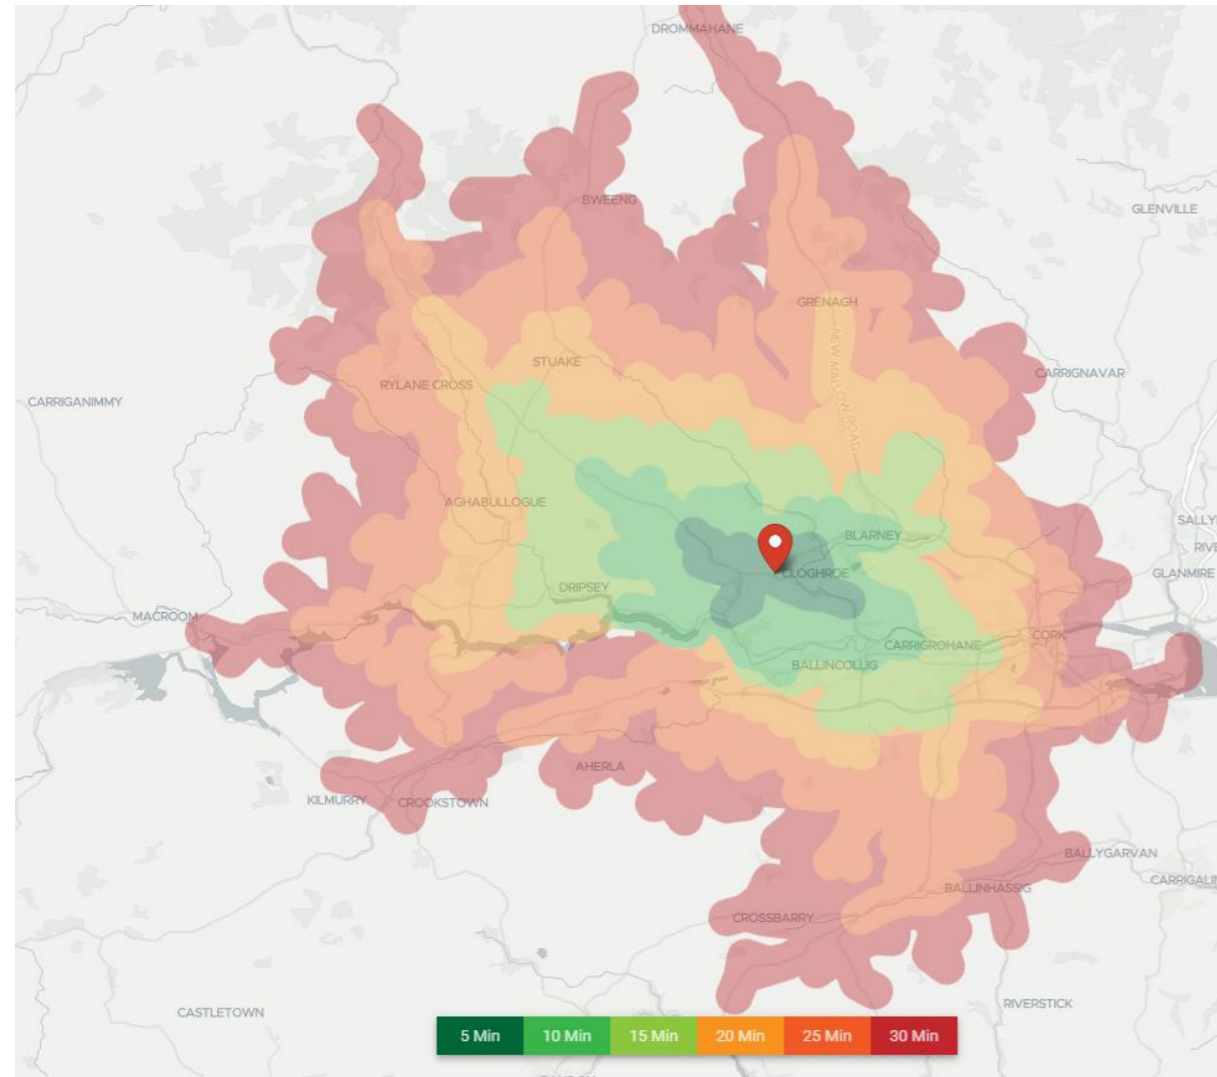 DROMMAHANE
BWEENG
GLENVILLE
GRENAGH
NEW MALLOW ROAD
STUAKE
CARRIGNAVAR
RYLANE CROSS
CARRIGANIMMY
AGHABULLOGUE
BLARNEY
CLOGHROE
GLANMIRE
DRIPSEY
MACROOM
CORK
CARRIGROHANE
BALLINCOLLIG
AHERLA
KILMURRY
CROOKSTOWN
BALLYGARVAN
BALLINHASSIG
CROSSBARRY
RIVERSTICK
CASTLETOWN
5 Min 10 Min 15 Min 20 Min 25 Min 30 Min